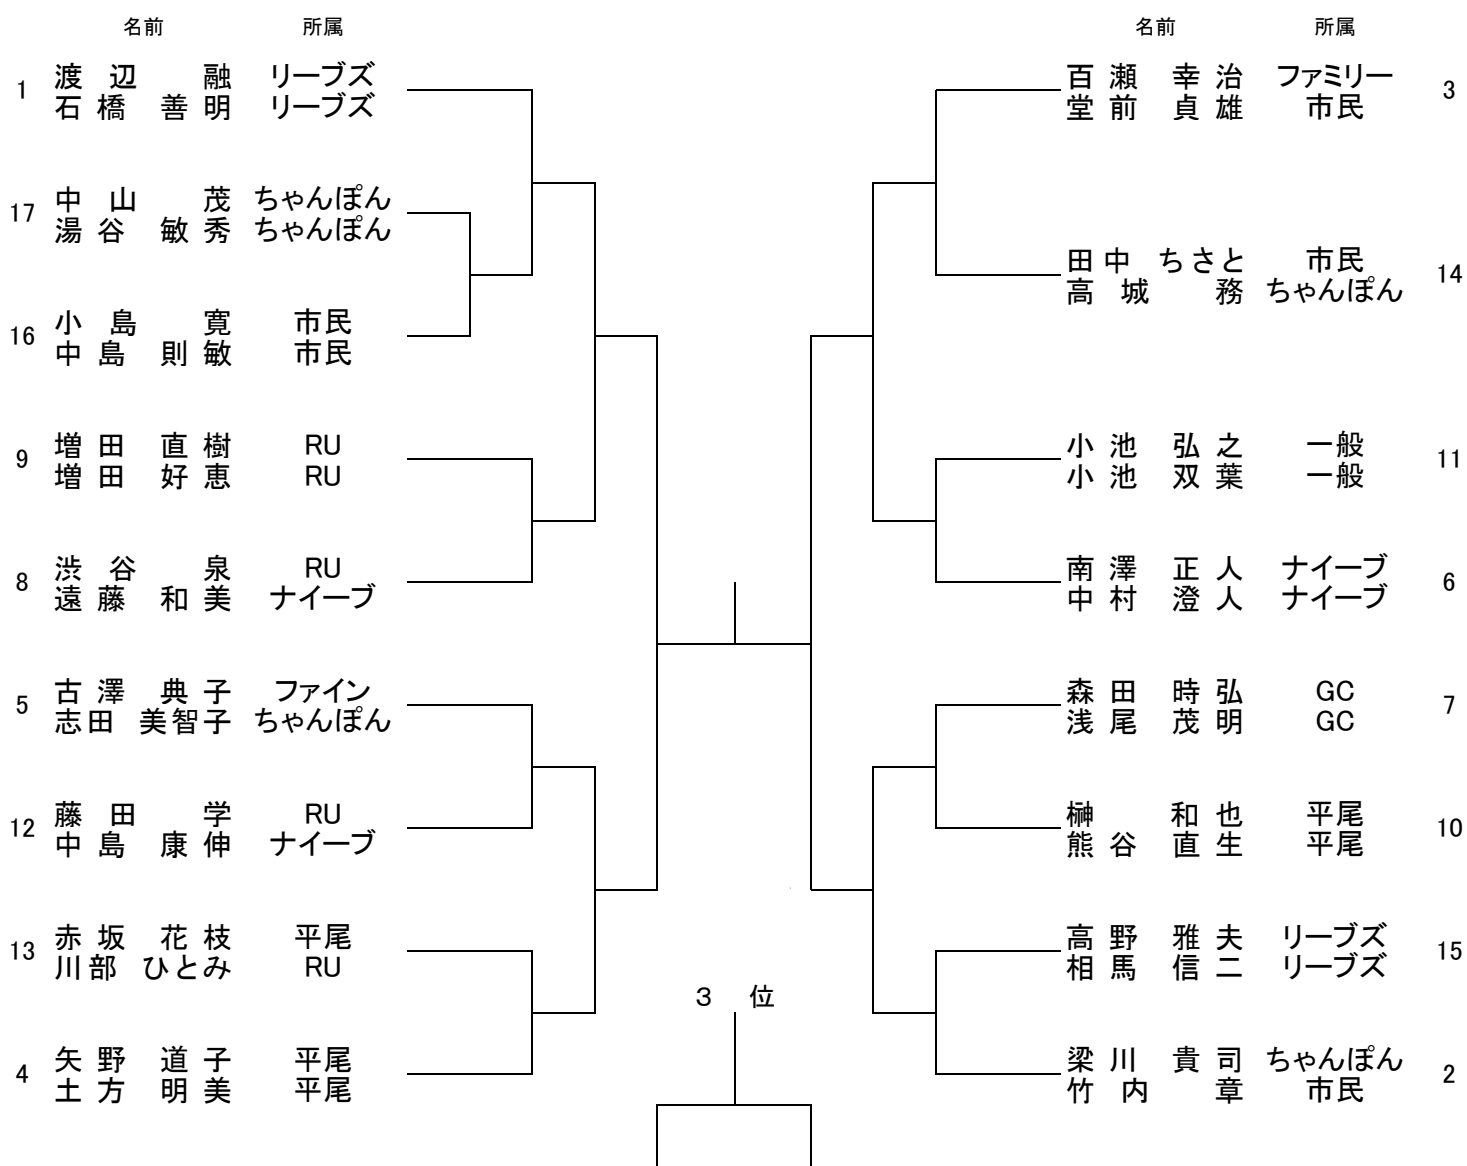 名前 所属 名前 所属
1 渡辺 融 リーブズ
石橋 善明 リーブズ
17 中山 茂 ちゃんぽん
湯谷 敏秀 ちゃんぽん
16 小島 寛 市民
中島 則敏 市民
9 増田 直樹 RU
増田 好恵 RU
8 渋谷 泉 RU
遠藤 和美 ナイーブ
5 古澤 典子 ファイン
志田 美智子 ちゃんぽん
12 藤田 学 RU
中島 康伸 ナイーブ
13 赤坂 花枝 平尾
川部 ひとみ RU
4 矢野 道子 平尾
土方 明美 平尾
百瀬 幸治 ファミリー 3
堂前 貞雄 市民
田中 ちさと 市民 14
高城 務 ちゃんぽん
小池 弘之 一般 11
小池 双葉 一般
南澤 正人 ナイーブ 6
中村 澄人 ナイーブ
森田 時弘 GC 7
浅尾 茂明 GC
榊 和也 平尾 10
熊谷 直生 平尾
高野 雅夫 リーブズ 15
相馬 信二 リーブズ
梁川 貴司 ちゃんぽん 2
竹内 章 市民
３ 位